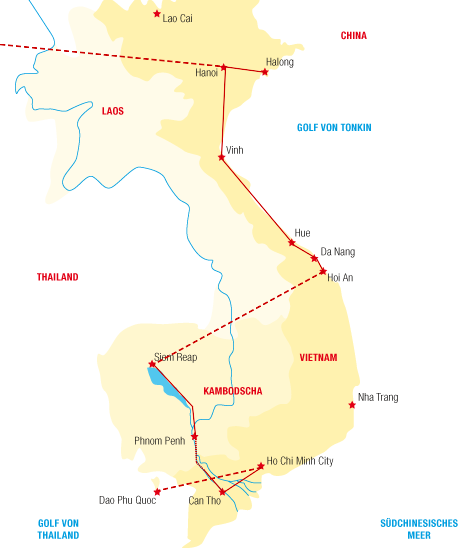 Lao Cai
CHINA
Halong
Hanoi
LAOS
GOLF VON TONKIN
Vinh
Hue
Da Nang
Hoi An
THAILAND
Siem Reap
VIETNAM
KAMBODSCHA
Nha Trang
Phnom Penh
Ho Chi Minh City
Dao Phu Quoc
Can Tho
GOLF VON
THAILAND
SÜDCHINESISCHES
MEER